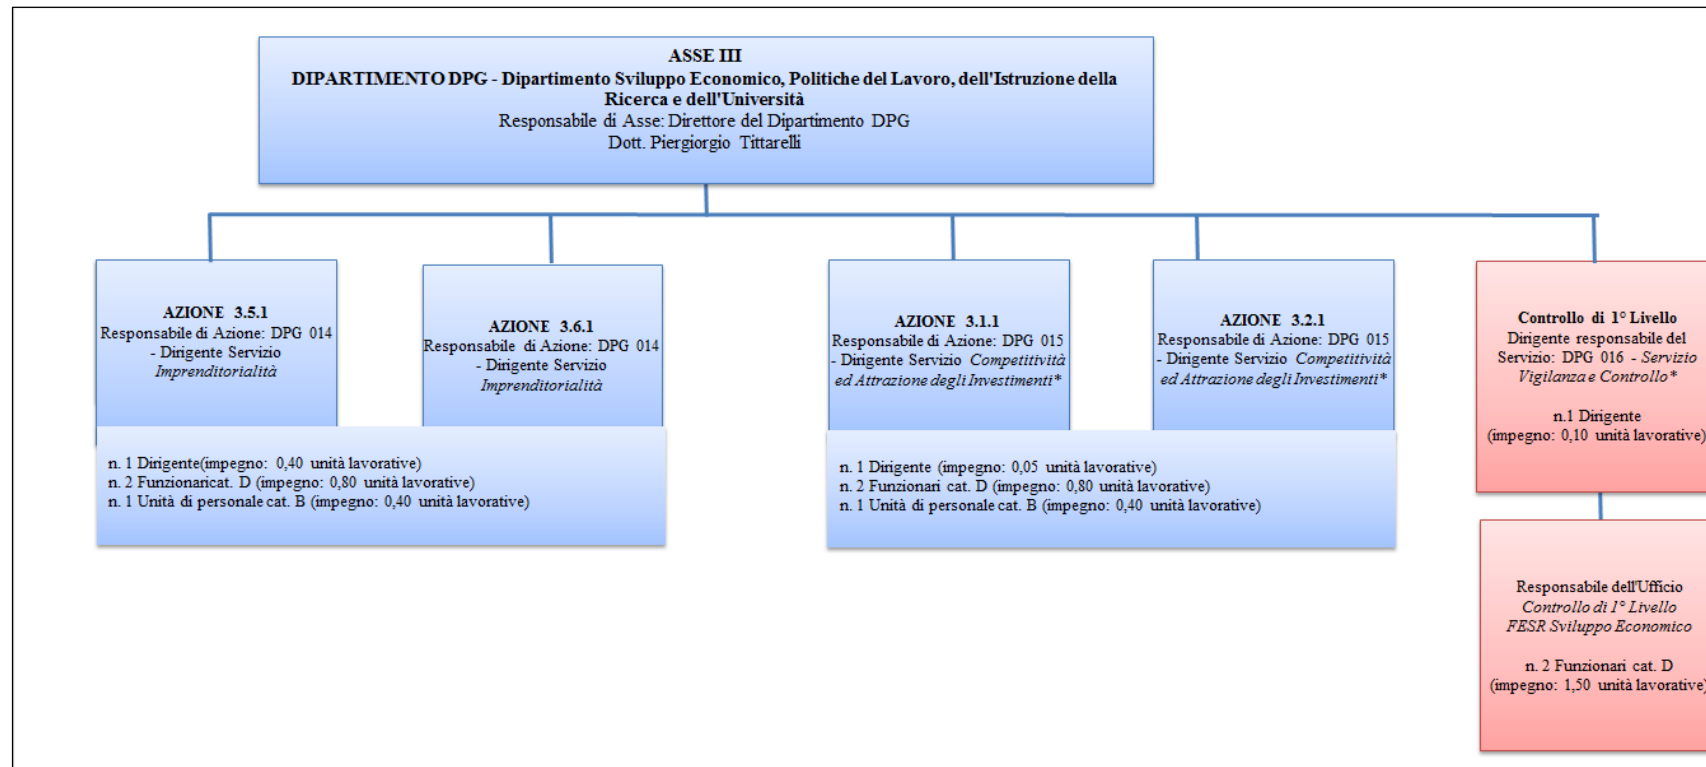 ASSE III
DIPARTIMENTO DPG - Dipartimento Sviluppo Economico, Politiche del Lavoro, dell'Istruzione della
Ricerca e dell'Università
Responsabile di Asse: Direttore del Dipartimento DPG
Dott. Piergiorgio Tittarelli
AZIONE 3.5.1
Responsabile di Azione: DPG 014
- Dirigente Servizio
Imprenditorialità
AZIONE 3.6.1
Responsabile di Azione: DPG 014
- Dirigente Servizio
Imprenditorialità
n. 1 Dirigente(impegno: 0,40 unità lavorative)
n. 2 Funzionaricat. D (impegno: 0,80 unità lavorative)
n. 1 Unità di personale cat. B (impegno: 0,40 unità lavorative)
AZIONE 3.1.1
Responsabile di Azione: DPG 015
- Dirigente Servizio Competitività
ed Attrazione degli Investimenti*
AZIONE 3.2.1
Responsabile di Azione: DPG 015
- Dirigente Servizio Competitività
ed Attrazione degli Investimenti*
n. 1 Dirigente (impegno: 0,05 unità lavorative)
n. 2 Funzionari cat. D (impegno: 0,80 unità lavorative)
n. 1 Unità di personale cat. B (impegno: 0,40 unità lavorative)
Controllo di 1° Livello
Dirigente responsabile del
Servizio: DPG 016 - Servizio
Vigilanza e Controllo*
n.1 Dirigente
(impegno: 0,10 unità lavorative)
Responsabile dell'Ufficio
Controllo di 1° Livello
FESR Sviluppo Economico
n. 2 Funzionari cat. D
(impegno: 1,50 unità lavorative)